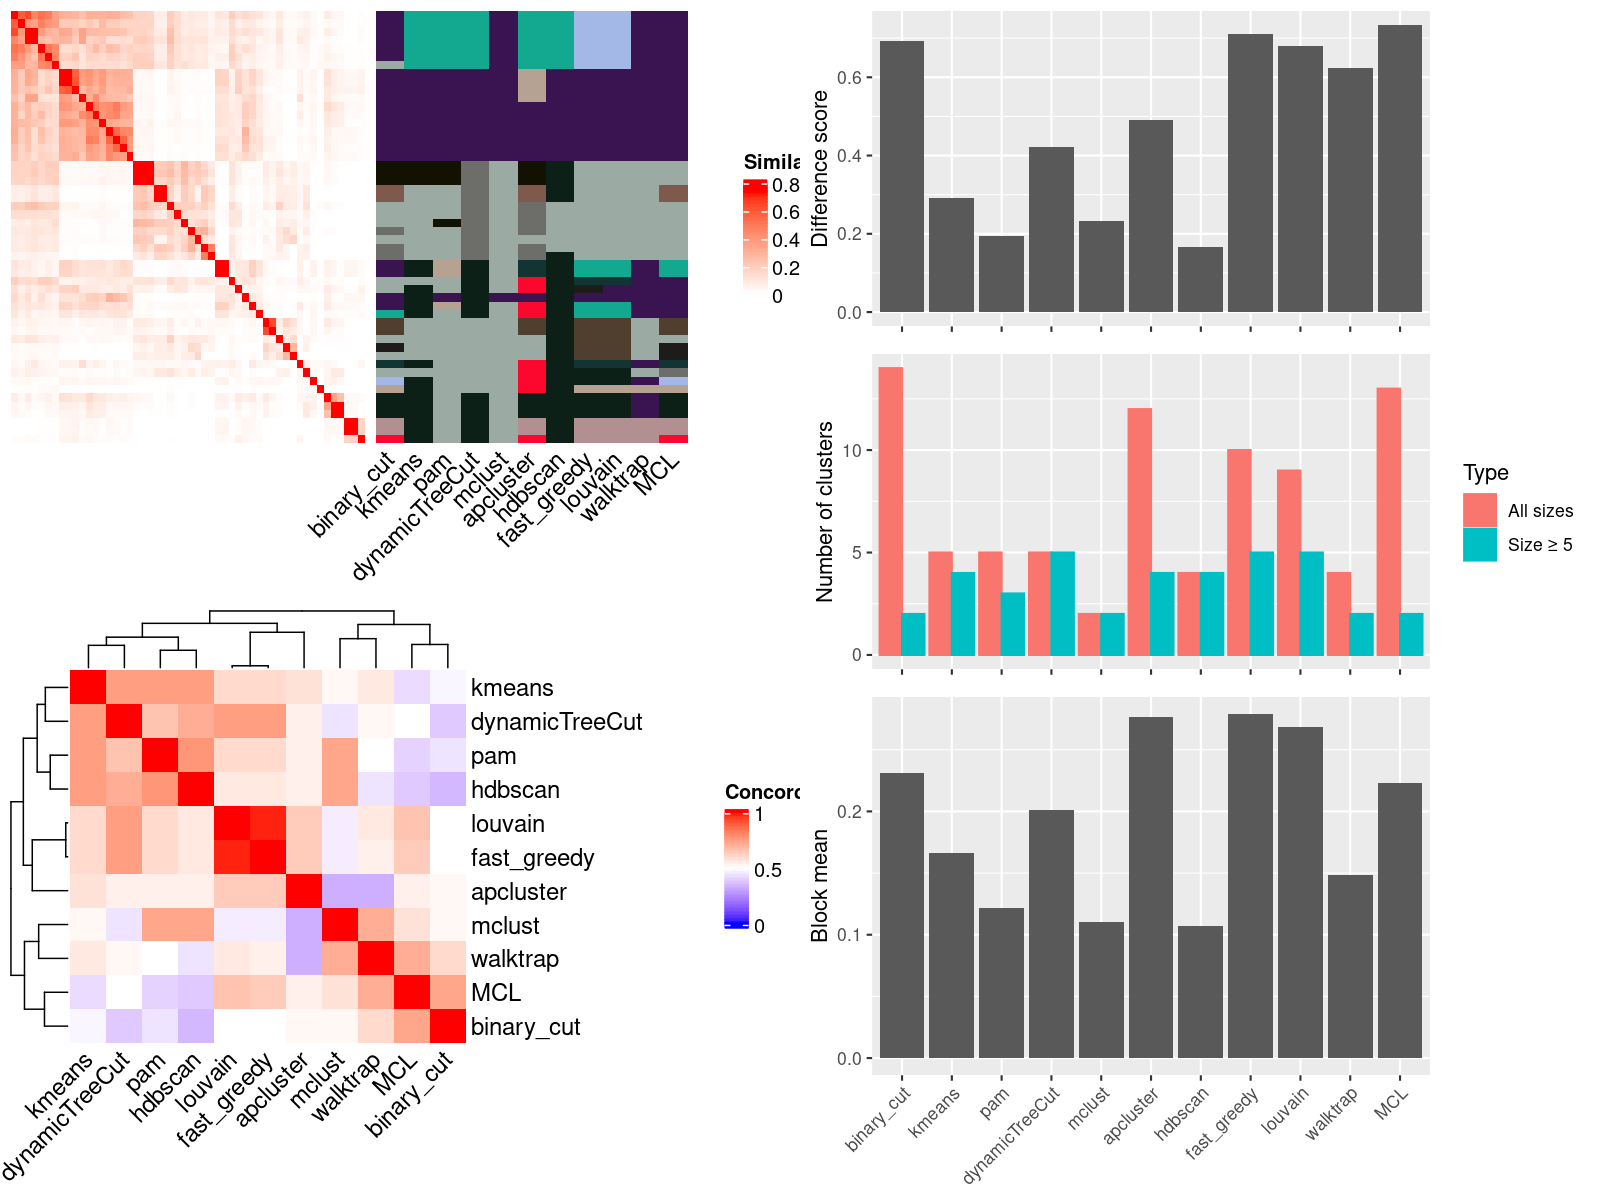 binary_cut
kmeans
pam
dynamicTreeCut
mclust
apcluster
hdbscan
fast_greedy
louvain
walktrap
MCL
Simila
0.8
0.6
0.4
0.2
0
kmeans
dynamicTreeCut
pam
hdbscan
louvain
fast_greedy
apcluster
mclust
walktrap
MCL
binary_cut
kmeans
dynamicTreeCut
pam
hdbscan
louvain
fast_greedy
apcluster
mclust
walktrap
MCL
binary_cut
Concord
1
0.5
0
Difference score
0.6
0.4
0.2
0.0
Number of clusters
10
5
0
Type
All sizes
Size ≥ 5
Block mean
0.2
0.1
0.0
binary_cut
kmeans
pam
dynamicTreeCut
mclust
apcluster
hdbscan
fast_greedy
louvain
walktrap
MCL